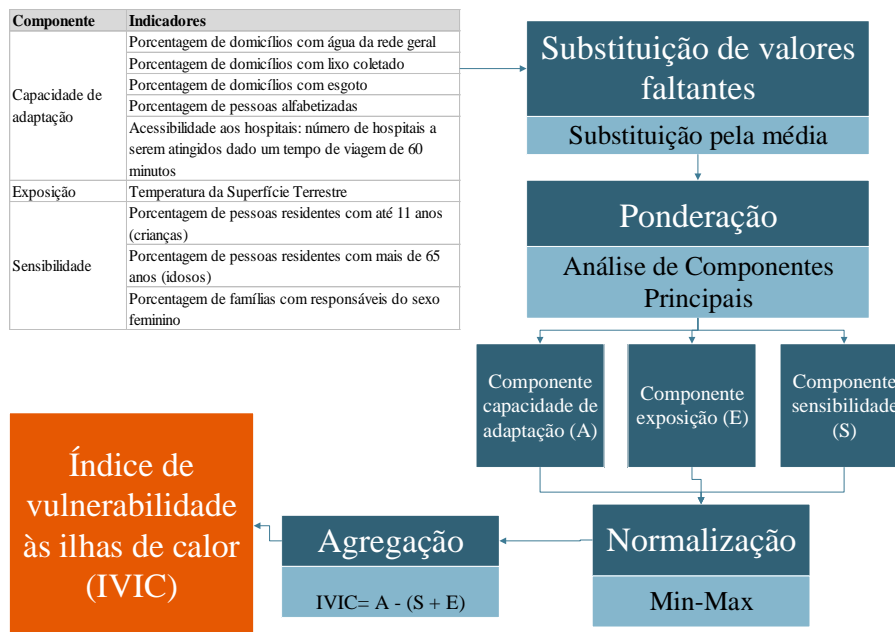 Componente Indicadores
Capacidade de
adaptação
Porcentagem de domicílios com água da rede geral
Porcentagem de domicílios com lixo coletado
Porcentagem de domicílios com esgoto
Porcentagem de pessoas alfabetizadas
Acessibilidade aos hospitais: número de hospitais a
serem atingidos dado um tempo de viagem de 60
minutos
Exposição Temperatura da Superfície Terrestre
Sensibilidade
Porcentagem de pessoas residentes com até 11 anos
(crianças)
Porcentagem de pessoas residentes com mais de 65
anos (idosos)
Porcentagem de famílias com responsáveis do sexo
feminino
Substituição de valores
faltantes
Substituição pela média
Ponderação
Análise de Componentes
Principais
Componente
capacidade de
adaptação (A)
Componente
exposição (E)
Componente
sensibilidade
(S)
Normalização
Min-Max
Agregação
IVIC= A - (S + E)
Índice de
vulnerabilidade
às ilhas de calor
(IVIC)